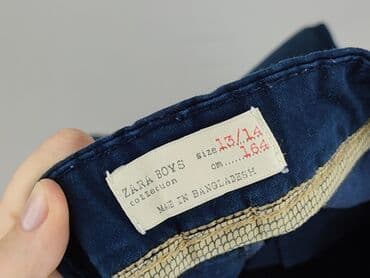 ZARA BOYS size 13/14
collection cm ..... 164
MADE IN BANGLADESH